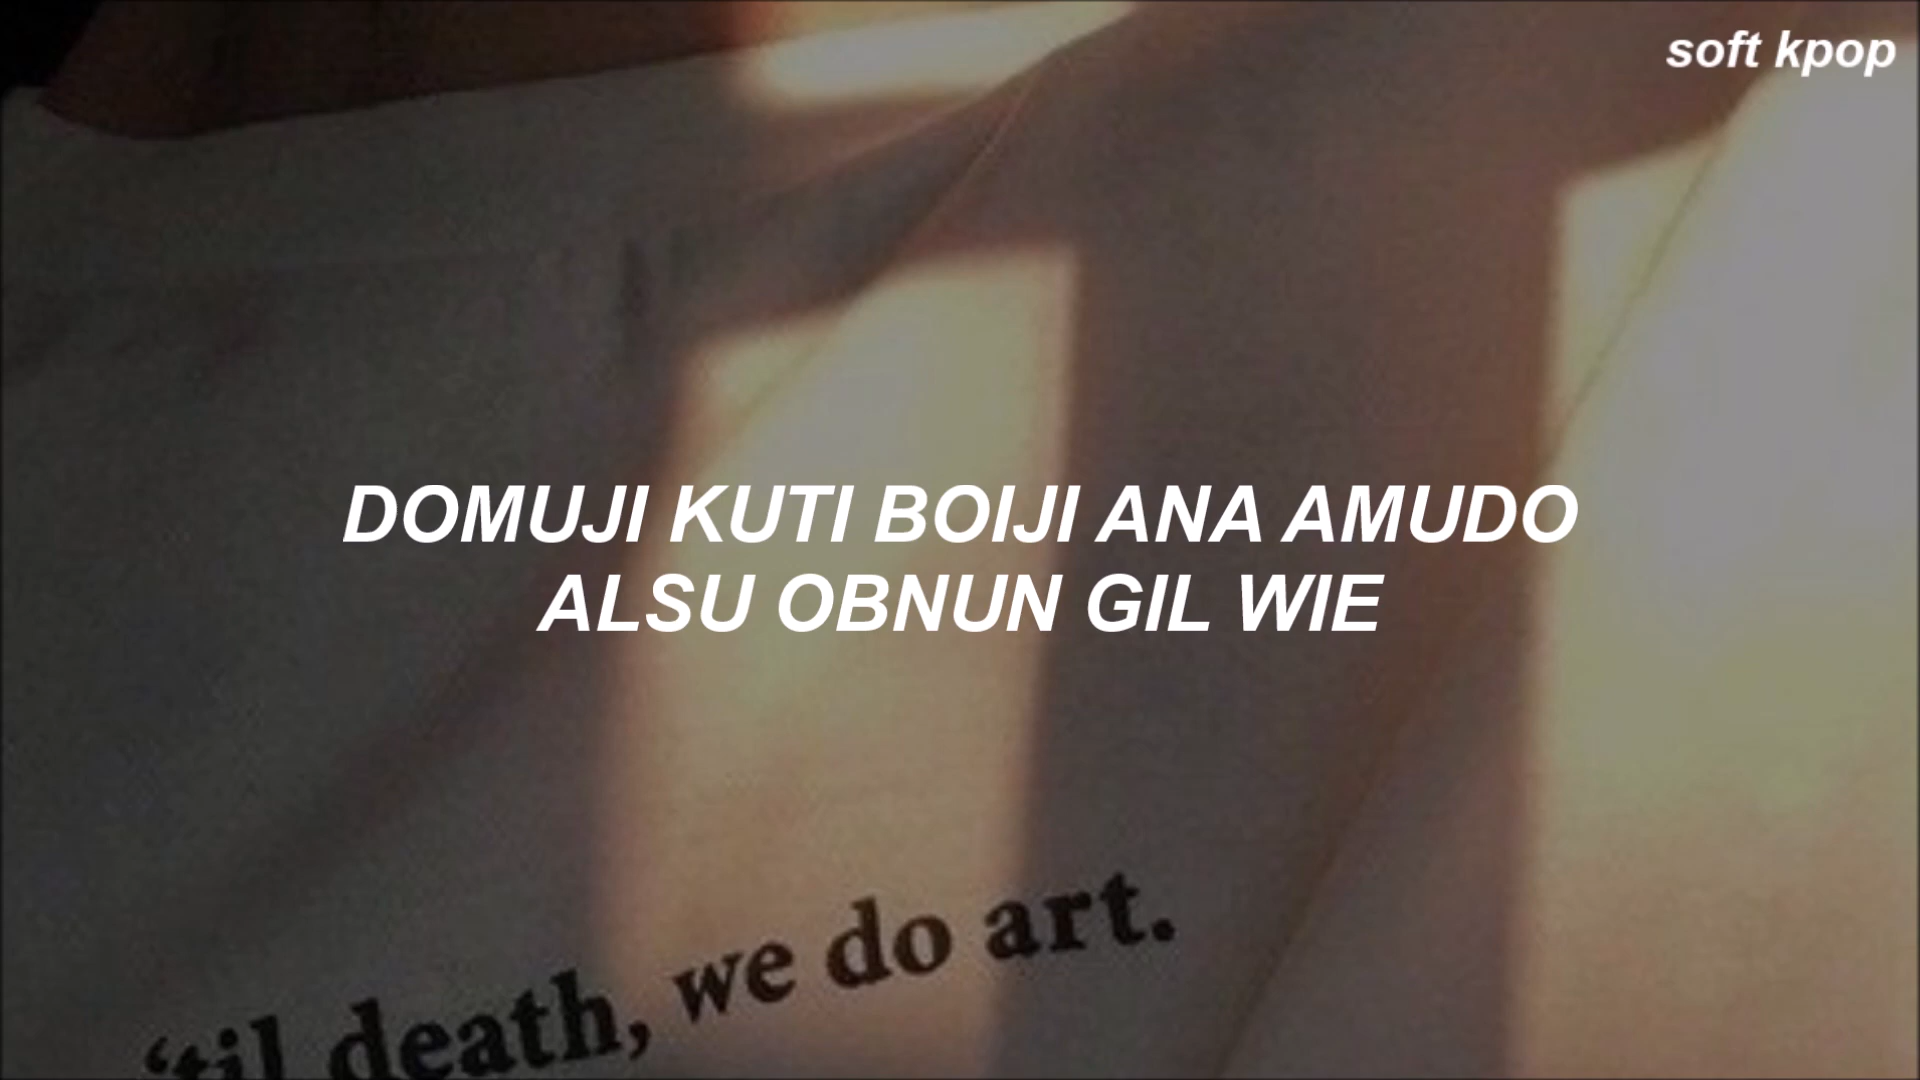 soft kpop
DOMUJI KUTI BOIJI ANA AMUDO
ALSU OBNUN GIL WIE
‘til death, we do art.